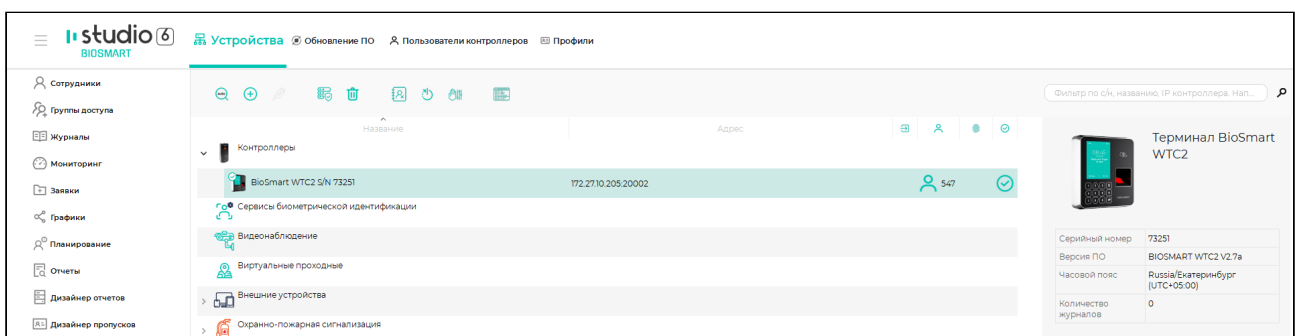 studio 6
BIOSMART
Устройства Обновление ПО Пользователи контроллеров Профили
Сотрудники
Группы доступа
Журналы
Мониторинг
Заявки
Графики
Планирование
Отчеты
Дизайнер отчетов
Дизайнер пропусков
Фильтр по с/н, названию, IP контроллера. Нап...
Название Адрес
Контроллеры
BioSmart WTC2 S/N 73251 172.27.10.205:20002 547
Сервисы биометрической идентификации
Видеонаблюдение
Виртуальные проходные
Внешние устройства
Охранно-пожарная сигнализация
Терминал BioSmart
WTC2
Серийный номер 73251
Версия ПО BIOSMART WTC2 V2.7a
Часовой пояс Russia/Екатеринбург
(UTC+05:00)
Количество 0
журналов